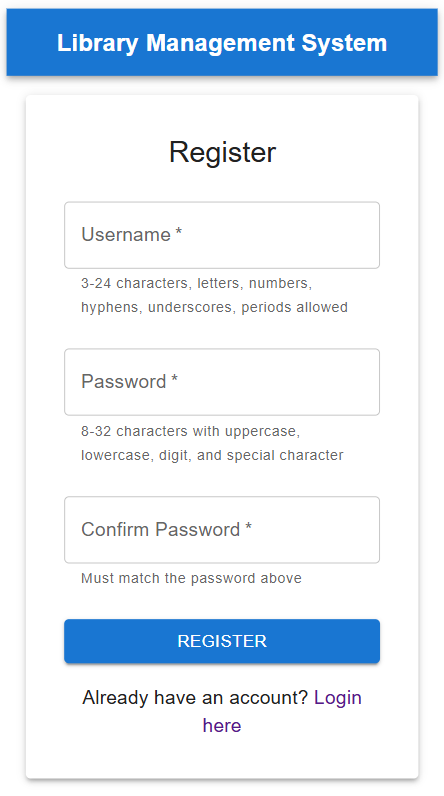 Library Management System
Register
Username *
3-24 characters, letters, numbers,
hyphens, underscores, periods allowed
Password *
8-32 characters with uppercase,
lowercase, digit, and special character
Confirm Password *
Must match the password above
REGISTER
Already have an account? Login
here